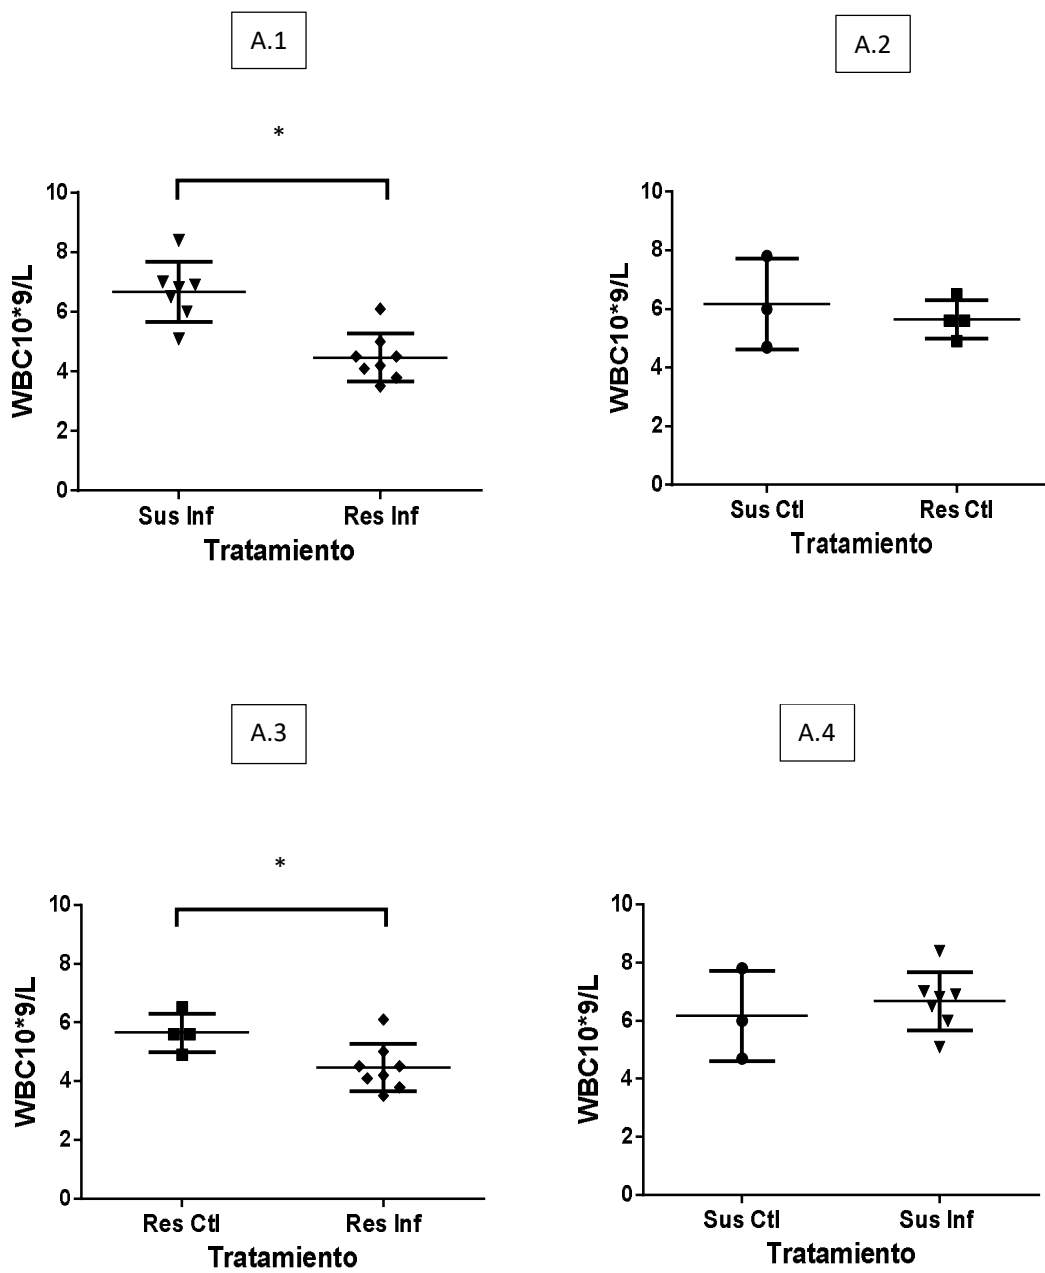 A.1
*
10
8
6
4
2
0
WBC10*9/L
Sus Inf Res Inf
Tratamiento
A.2
10
8
6
4
2
0
WBC10*9/L
Sus Ctl Res Ctl
Tratamiento
A.3
*
10
8
6
4
2
0
WBC10*9/L
Res Ctl Res Inf
Tratamiento
A.4
10
8
6
4
2
0
WBC10*9/L
Sus Ctl Sus Inf
Tratamiento